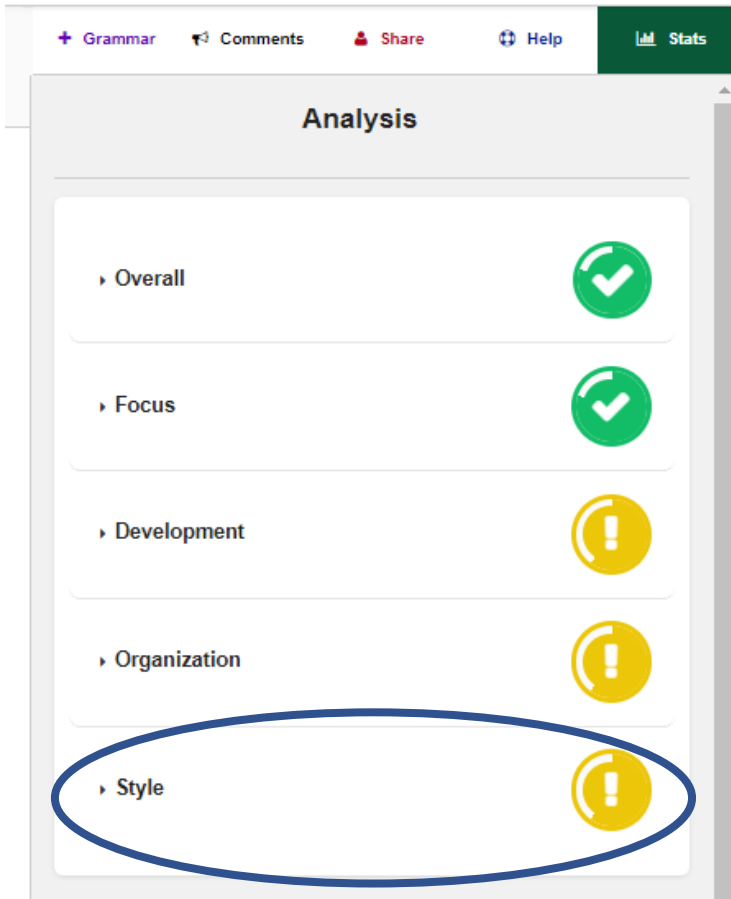 Grammar Comments Share Help Stats
Analysis
Overall
Focus
Development
Organization
Style